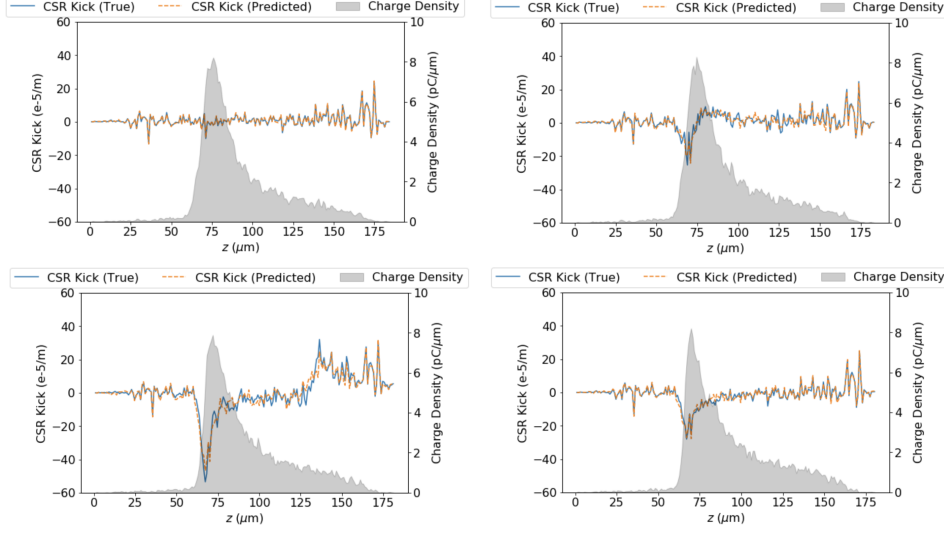 CSR Kick (True) CSR Kick (Predicted) Charge Density
60
40
20
0
−20
−40
−60
CSR Kick (e-5/m)
10
8
6
4
2
0
Charge Density (pC/μm)
0 25 50 75 100 125 150 175
z (μm)
CSR Kick (True) CSR Kick (Predicted) Charge Density
60
40
20
0
−20
−40
−60
CSR Kick (e-5/m)
10
8
6
4
2
0
Charge Density (pC/μm)
0 25 50 75 100 125 150 175
z (μm)
CSR Kick (True) CSR Kick (Predicted) Charge Density
60
40
20
0
−20
−40
−60
CSR Kick (e-5/m)
10
8
6
4
2
0
Charge Density (pC/μm)
0 25 50 75 100 125 150 175
z (μm)
CSR Kick (True) CSR Kick (Predicted) Charge Density
60
40
20
0
−20
−40
−60
CSR Kick (e-5/m)
10
8
6
4
2
0
Charge Density (pC/μm)
0 25 50 75 100 125 150 175
z (μm)